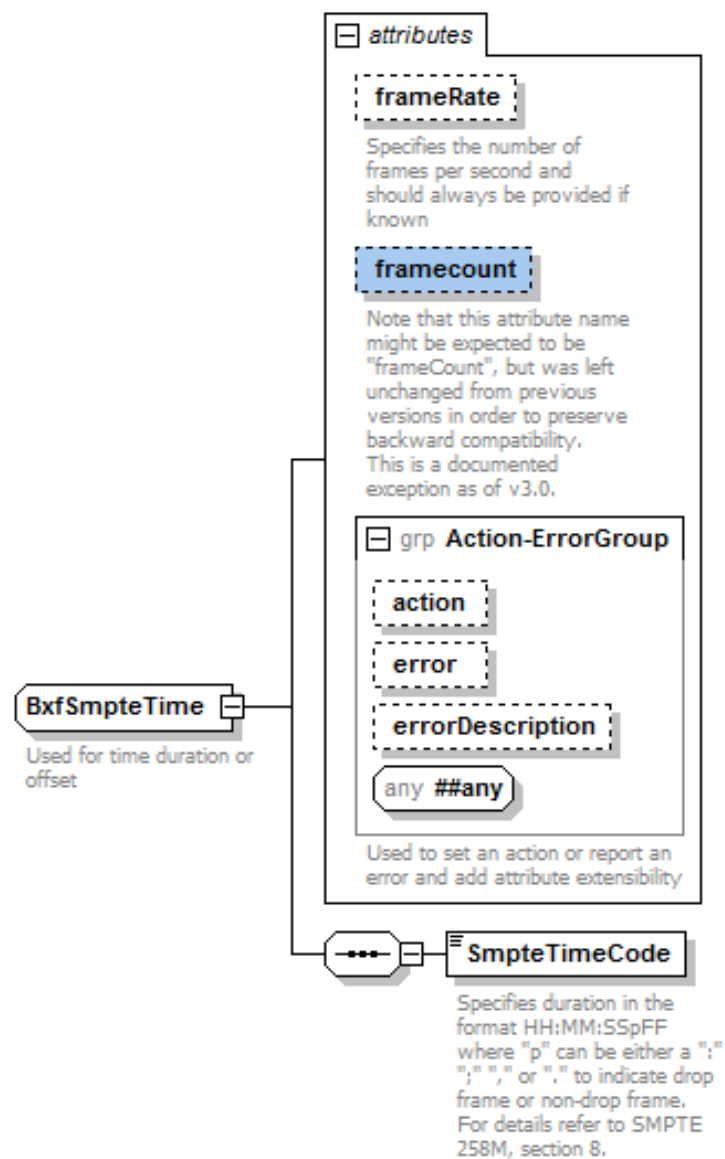 attributes
frameRate
Specifies the number of
frames per second and
should always be provided if
known
framecount
Note that this attribute name
might be expected to be
"frameCount", but was left
unchanged from previous
versions in order to preserve
backward compatibility.
This is a documented
exception as of v3.0.
grp Action-ErrorGroup
action
error
errorDescription
any ##any
Used to set an action or report an
error and add attribute extensibility
BxfSmpteTime
Used for time duration or
offset
SmpteTimeCode
Specifies duration in the
format HH:MM:SSpFF
where "p" can be either a ":"
";" "," or "." to indicate drop
frame or non-drop frame.
For details refer to SMPTE
258M, section 8.